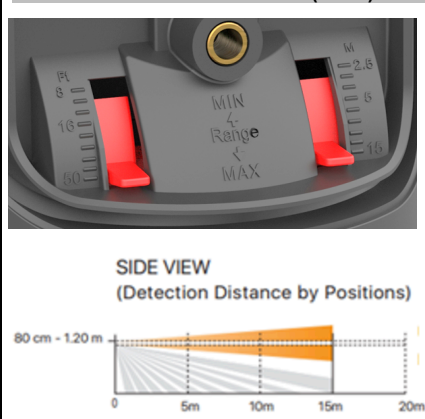 Ft
8
16
50
MIN
Range
MAX
M
2.5
5
15
SIDE VIEW
(Detection Distance by Positions)
80 cm - 1.20 m
0
5m
10m
15m
20m